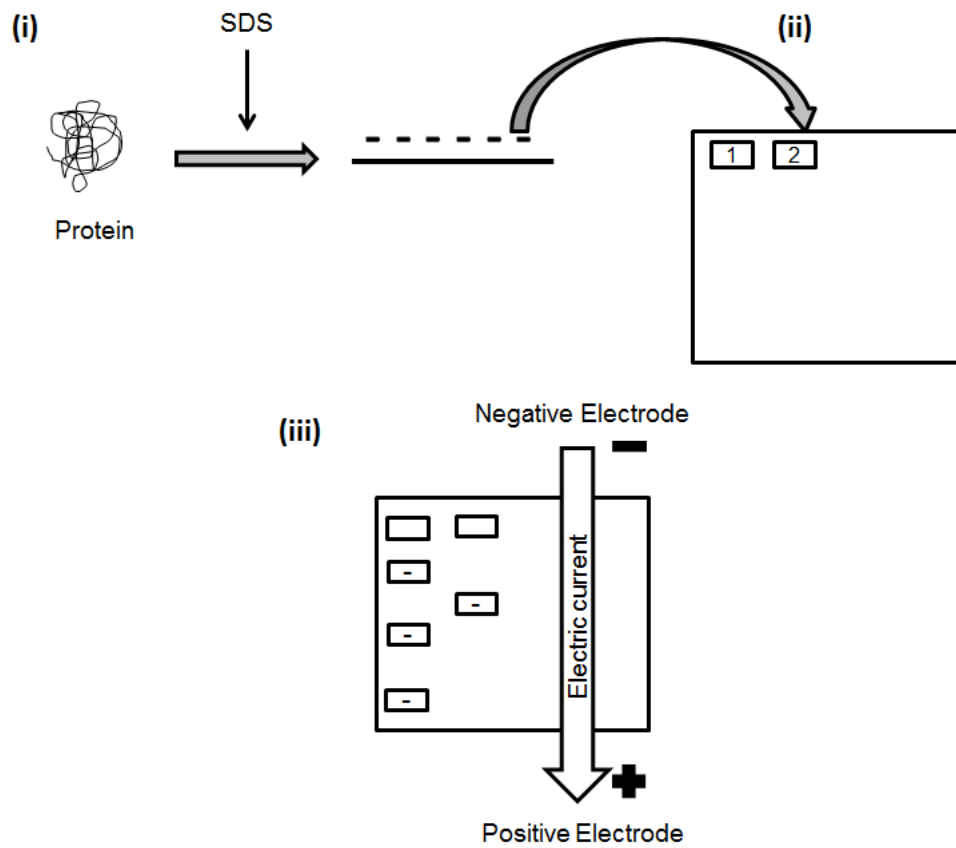 (i)
SDS
(ii)
Protein
1 2
(iii)
Negative Electrode
-
-
-
-
-
Electric current
+
Positive Electrode